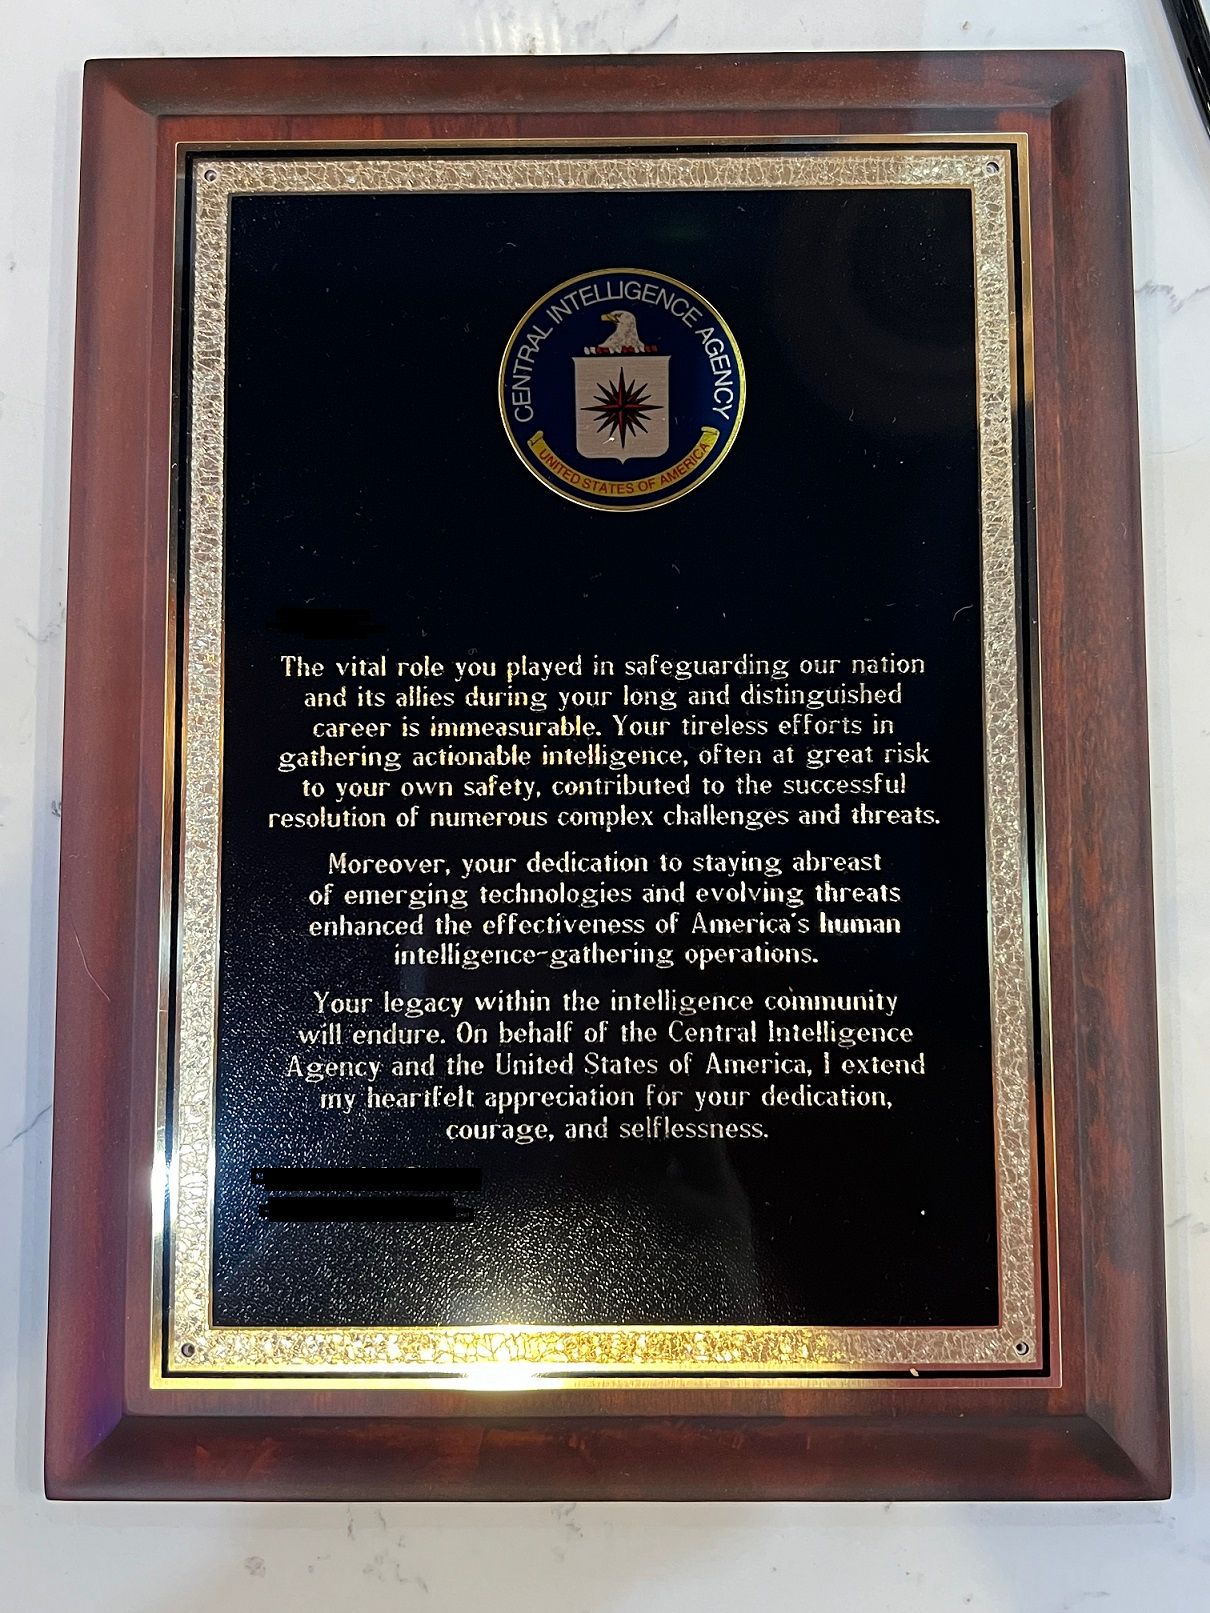 CENTRAL INTELLIGENCE AGENCY
UNITED STATES OF AMERICA
The vital role you played in safeguarding our nation
and its allies during your long and distinguished
career is immeasurable. Your tireless efforts in
gathering actionable intelligence, often at great risk
to your own safety, contributed to the successful
resolution of numerous complex challenges and threats.
Moreover, your dedication to staying abreast
of emerging technologies and evolving threats
enhanced the effectiveness of America's human
intelligence-gathering operations.
Your legacy within the intelligence community
will endure. On behalf of the Central Intelligence
Agency and the United States of America, I extend
my heartfelt appreciation for your dedication,
courage, and selflessness.